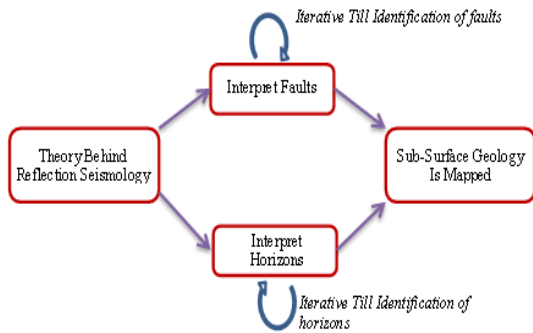 Iterative Till Identification of faults
Interpret Faults
Theory Behind
Reflection Seismology
Sub-Surface Geology
Is Mapped
Interpret
Horizons
Iterative Till Identification of
horizons